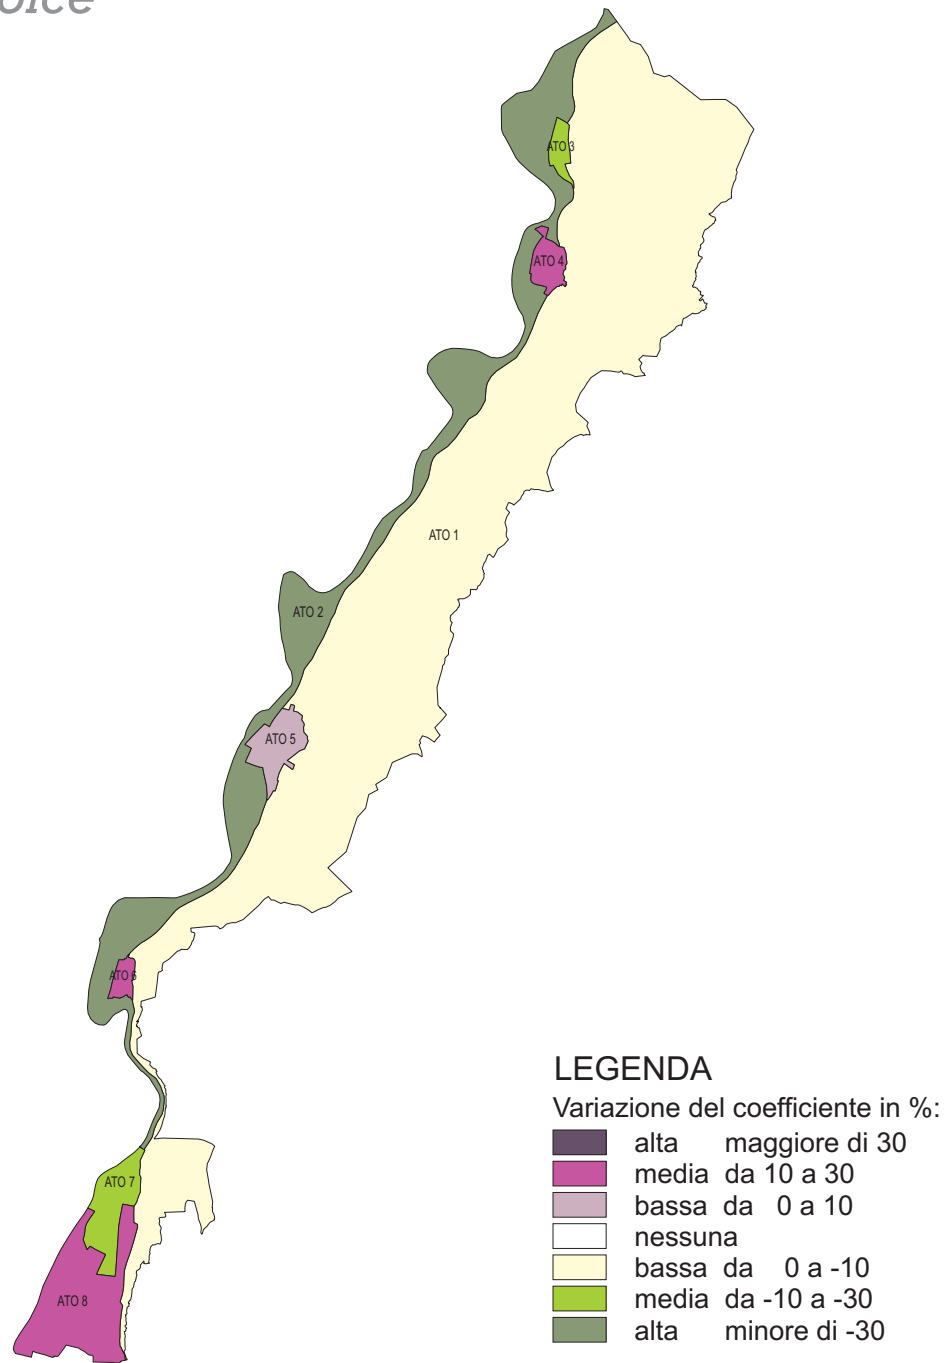 ATO 3
ATO 4
ATO 1
ATO 2
ATO 5
ATO 6
ATO 7
ATO 8
LEGENDA
Variazione del coefficiente in %:
alta maggiore di 30
media da 10 a 30
bassa da 0 a 10
nessuna
bassa da 0 a -10
media da -10 a -30
alta minore di -30